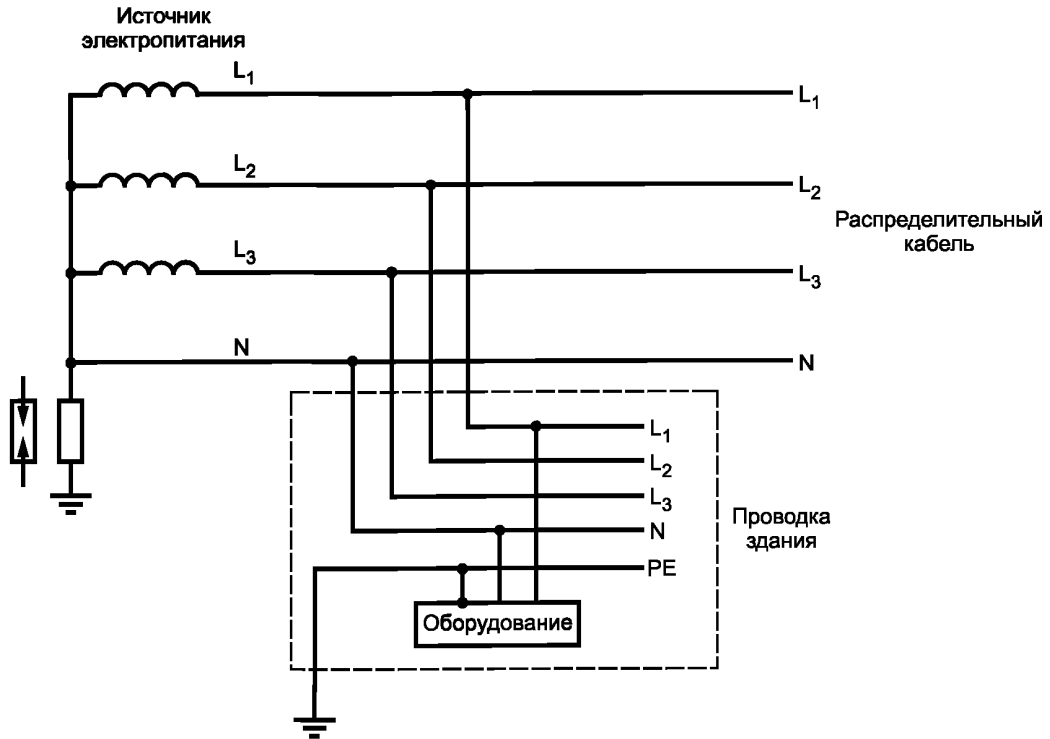 Источник
электропитания
L1
L1
L2
L2
Распределительный
кабель
L3
L3
N
N
L1
L2
L3
N
Проводка
здания
PE
Оборудование